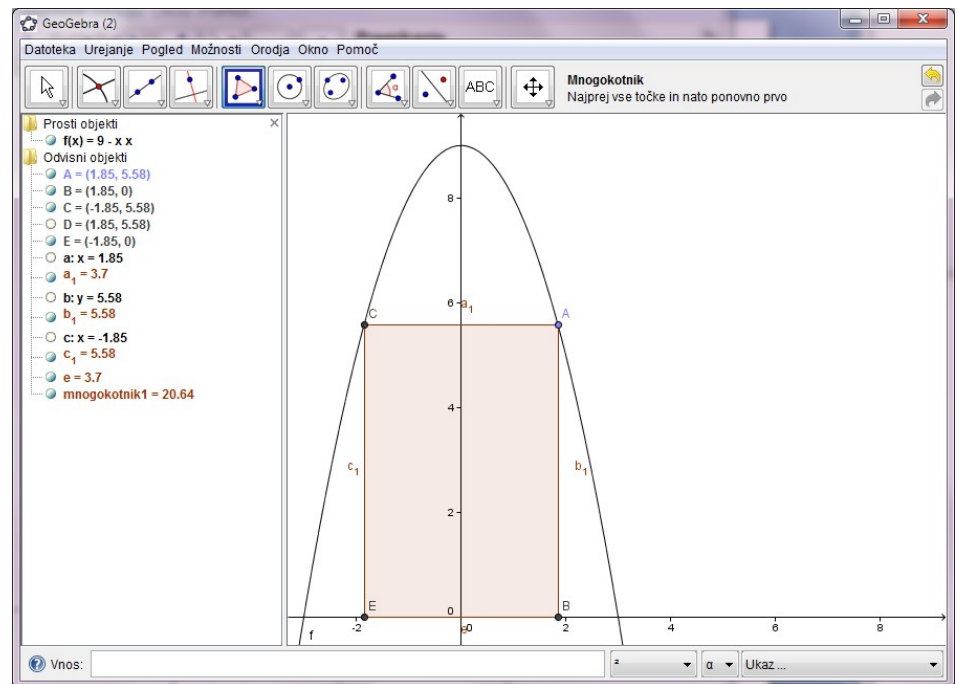 GeoGebra (2)
Datoteka Urejanje Pogled Možnosti Orodja Okno Pomoč
α
ABC
Mnogokotnik
Najprej vse točke in nato ponovno prvo
Prosti objekti
f(x) = 9 - x x
Odvisni objekti
A = (1.85, 5.58)
B = (1.85, 0)
C = (-1.85, 5.58)
D = (1.85, 5.58)
E = (-1.85, 0)
a: x = 1.85
a₁ = 3.7
b: y = 5.58
b₁ = 5.58
c: x = -1.85
c₁ = 5.58
e = 3.7
mnogokotnik1 = 20.64
8
6
a₁
C
A
4
c₁
b₁
2
E
0
B
-2
e
0
2
4
6
8
f
Vnos:
²
α
Ukaz ...